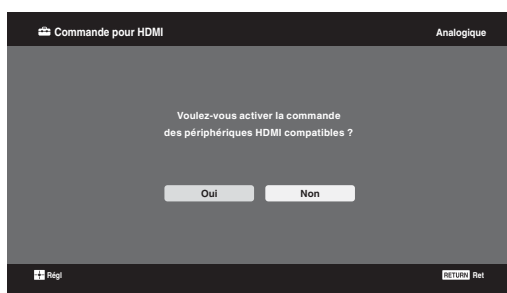 Commande pour HDMI Analogique
Voulez-vous activer la commande
des périphériques HDMI compatibles ?
Oui Non
Régl RETURN Ret